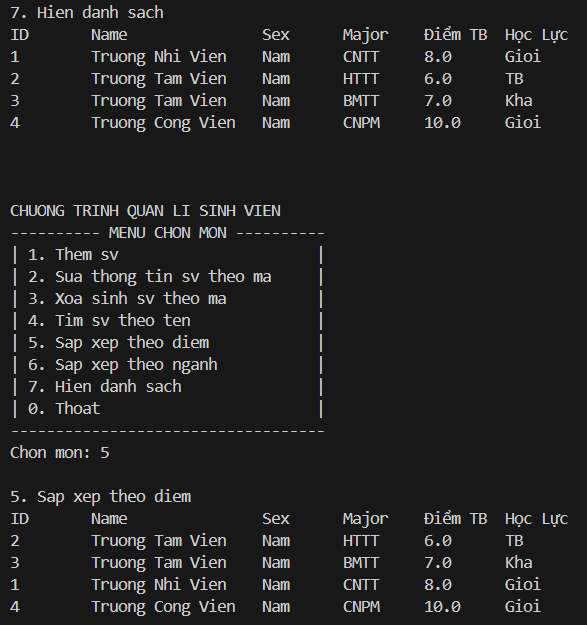 7. Hien danh sach
ID Name Sex Major Điểm TB Học Lực
1 Truong Nhi Vien Nam CNTT 8.0 Gioi
2 Truong Tam Vien Nam HTTT 6.0 TB
3 Truong Tam Vien Nam BMTT 7.0 Kha
4 Truong Cong Vien Nam CNPM 10.0 Gioi
CHUONG TRINH QUAN LI SINH VIEN
---------- MENU CHON MON ----------
| 1. Them sv |
| 2. Sua thong tin sv theo ma |
| 3. Xoa sinh sv theo ma |
| 4. Tim sv theo ten |
| 5. Sap xep theo diem |
| 6. Sap xep theo nganh |
| 7. Hien danh sach |
| 0. Thoat |
-----------------------------------
Chon mon: 5
5. Sap xep theo diem
ID Name Sex Major Điểm TB Học Lực
2 Truong Tam Vien Nam HTTT 6.0 TB
3 Truong Tam Vien Nam BMTT 7.0 Kha
1 Truong Nhi Vien Nam CNTT 8.0 Gioi
4 Truong Cong Vien Nam CNPM 10.0 Gioi